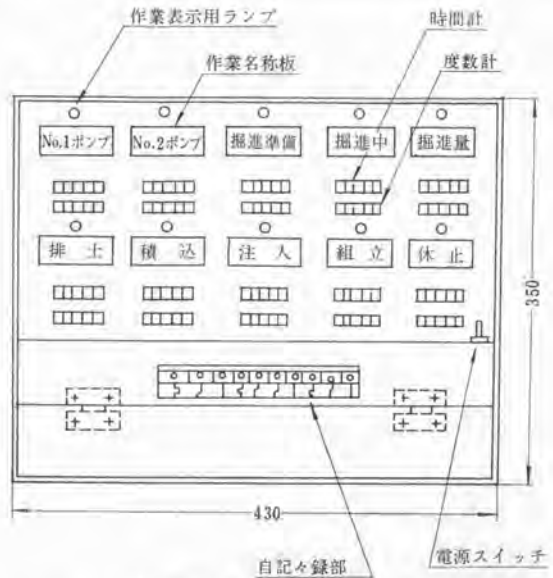 作業表示用ランプ
時間計
作業名称板
度数計
No.1ポンプ
No.2ポンプ
掘進準備
掘進中
掘進量
排土
積込
注入
組立
休止
350
430
自記々録部
電源スイッチ